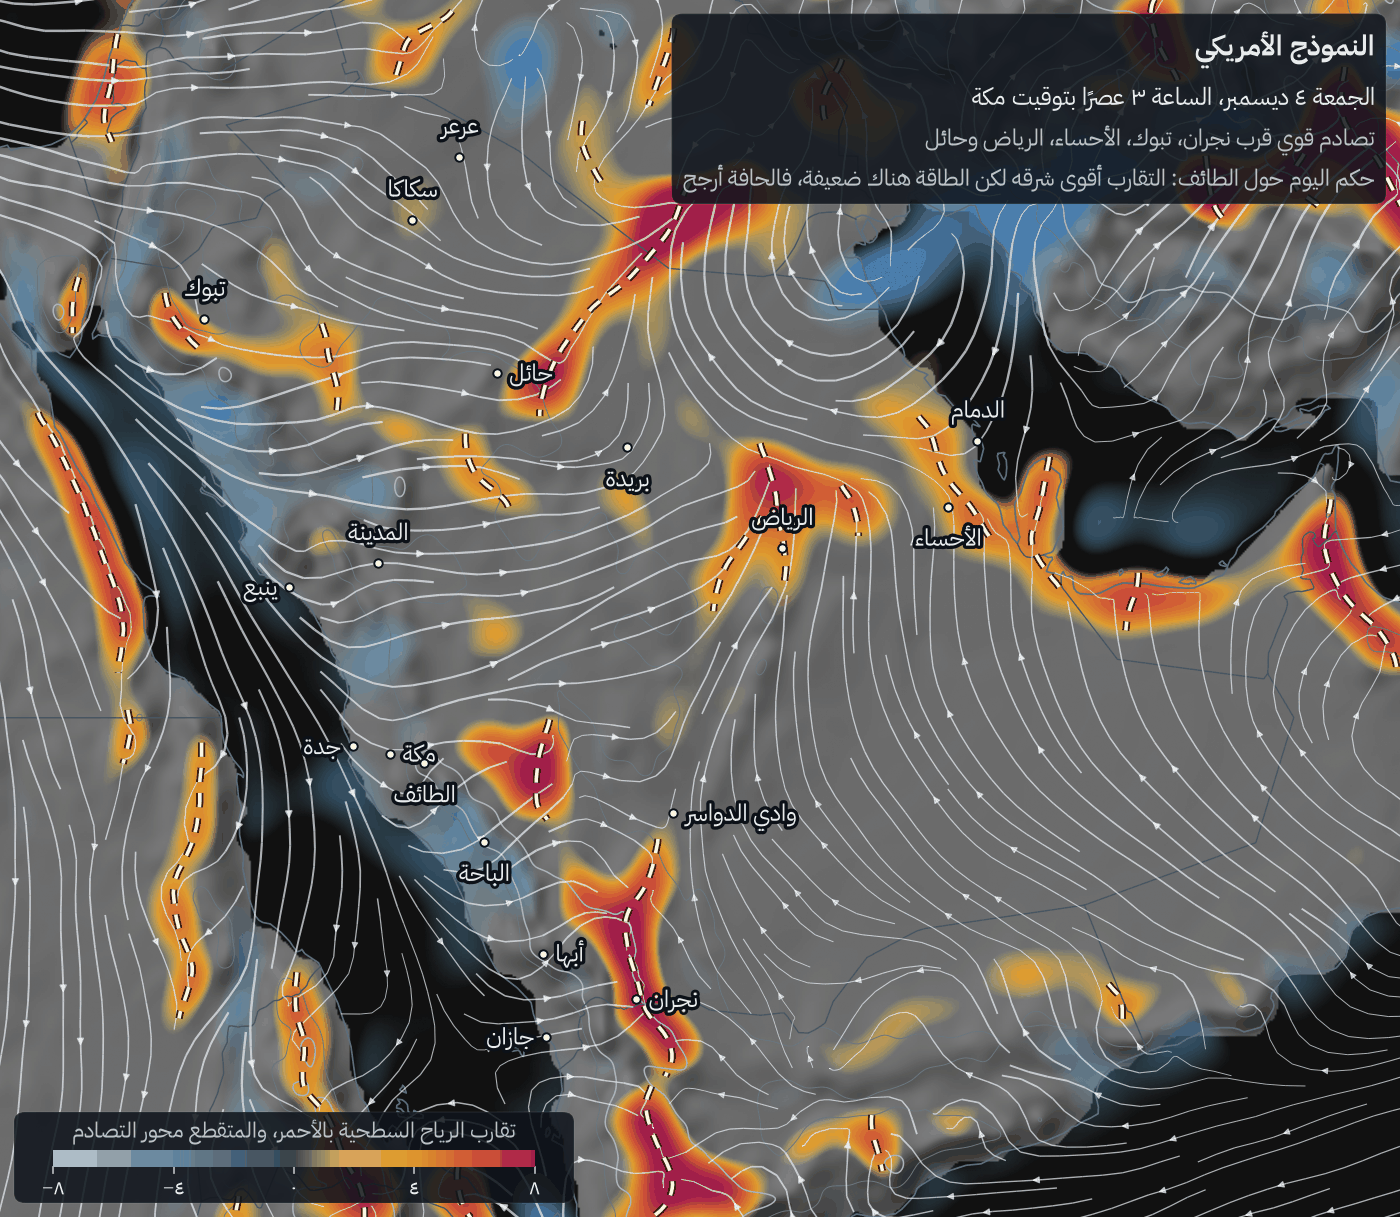 النموذج الأمريكي
الجمعة ٤ ديسمبر، الساعة ٣ عصرًا بتوقيت مكة
تصادم قوي قرب نجران، تبوك، الأحساء، الرياض وحائل
حكم اليوم حول الطائف: التقارب أقوى شرقه لكن الطاقة هناك ضعيفة، فالحافة أرجح
عرعر
سكاكا
تبوك
حائل
الدمام
بريدة
الرياض
الأحساء
المدينة
ينبع
جدة
مكة
الطائف
وادي الدواسر
الباحة
أبها
نجران
جازان
تقارب الرياح السطحية بالأحمر، والمتقطع محور التصادم
−٨ −٤ ٠ ٤ ٨